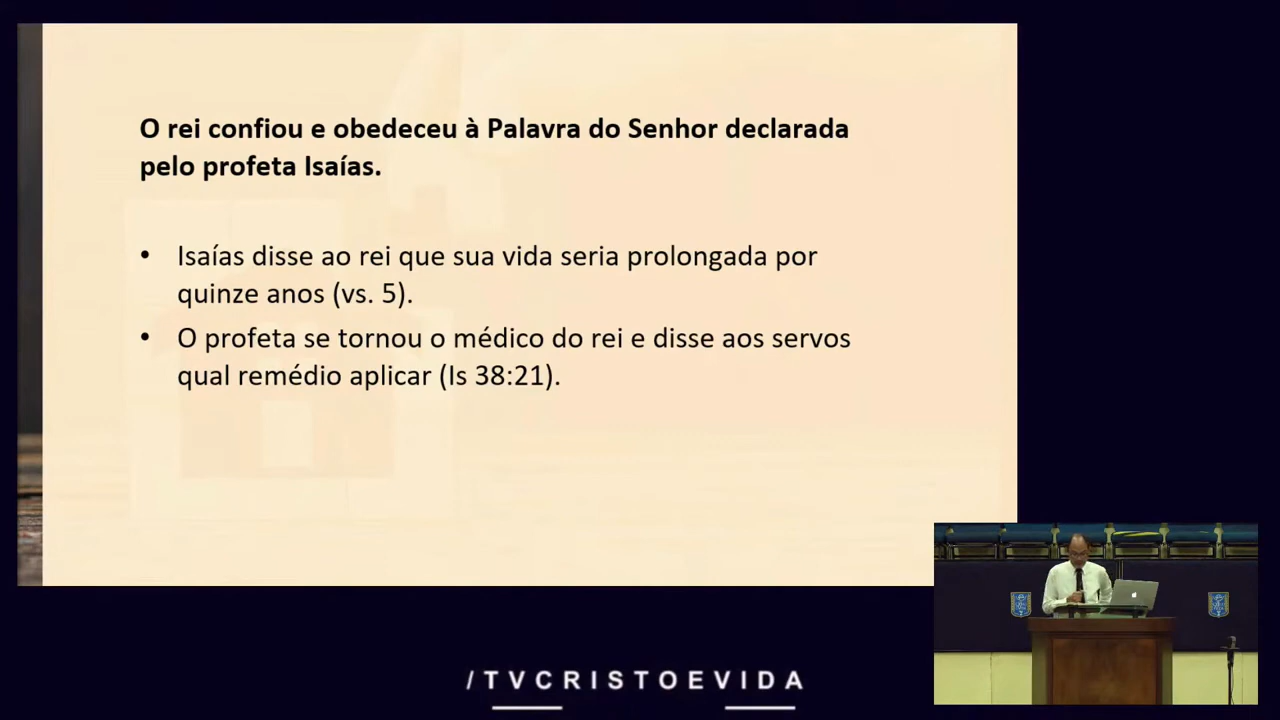 O rei confiou e obedeceu à Palavra do Senhor declarada
pelo profeta Isaías.
• Isaías disse ao rei que sua vida seria prolongada por
quinze anos (vs. 5).
• O profeta se tornou o médico do rei e disse aos servos
qual remédio aplicar (Is 38:21).
/TVCRISTOEVIDA